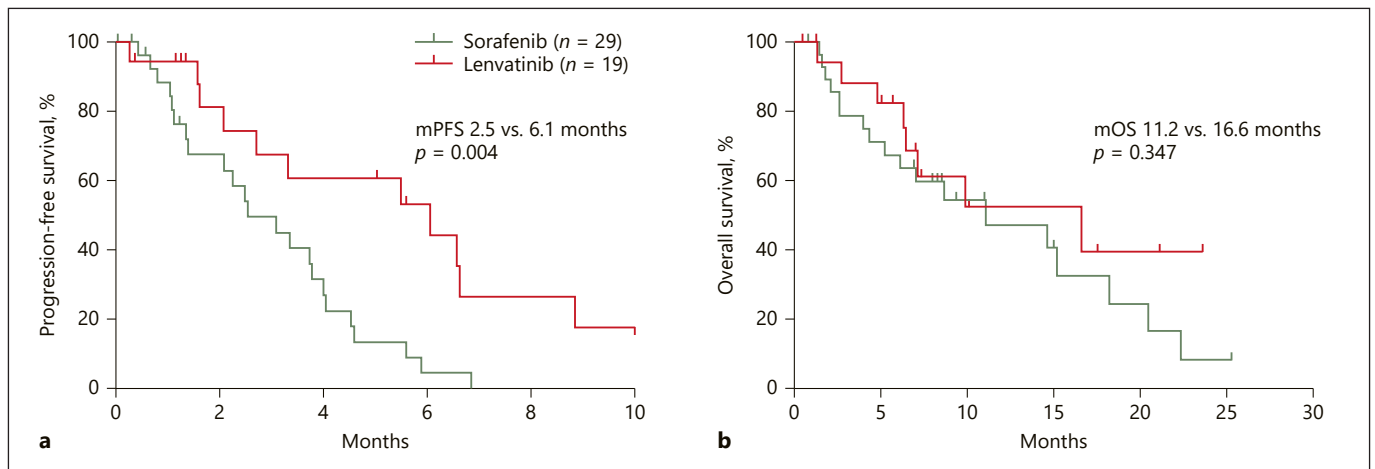 Sorafenib (n = 29)
Lenvatinib (n = 19)
mPFS 2.5 vs. 6.1 months
p = 0.004
Progression-free survival, %
100
80
60
40
20
0
0 2 4 6 8 10
Months
a
mOS 11.2 vs. 16.6 months
p = 0.347
Overall survival, %
100
80
60
40
20
0
0 5 10 15 20 25 30
Months
b